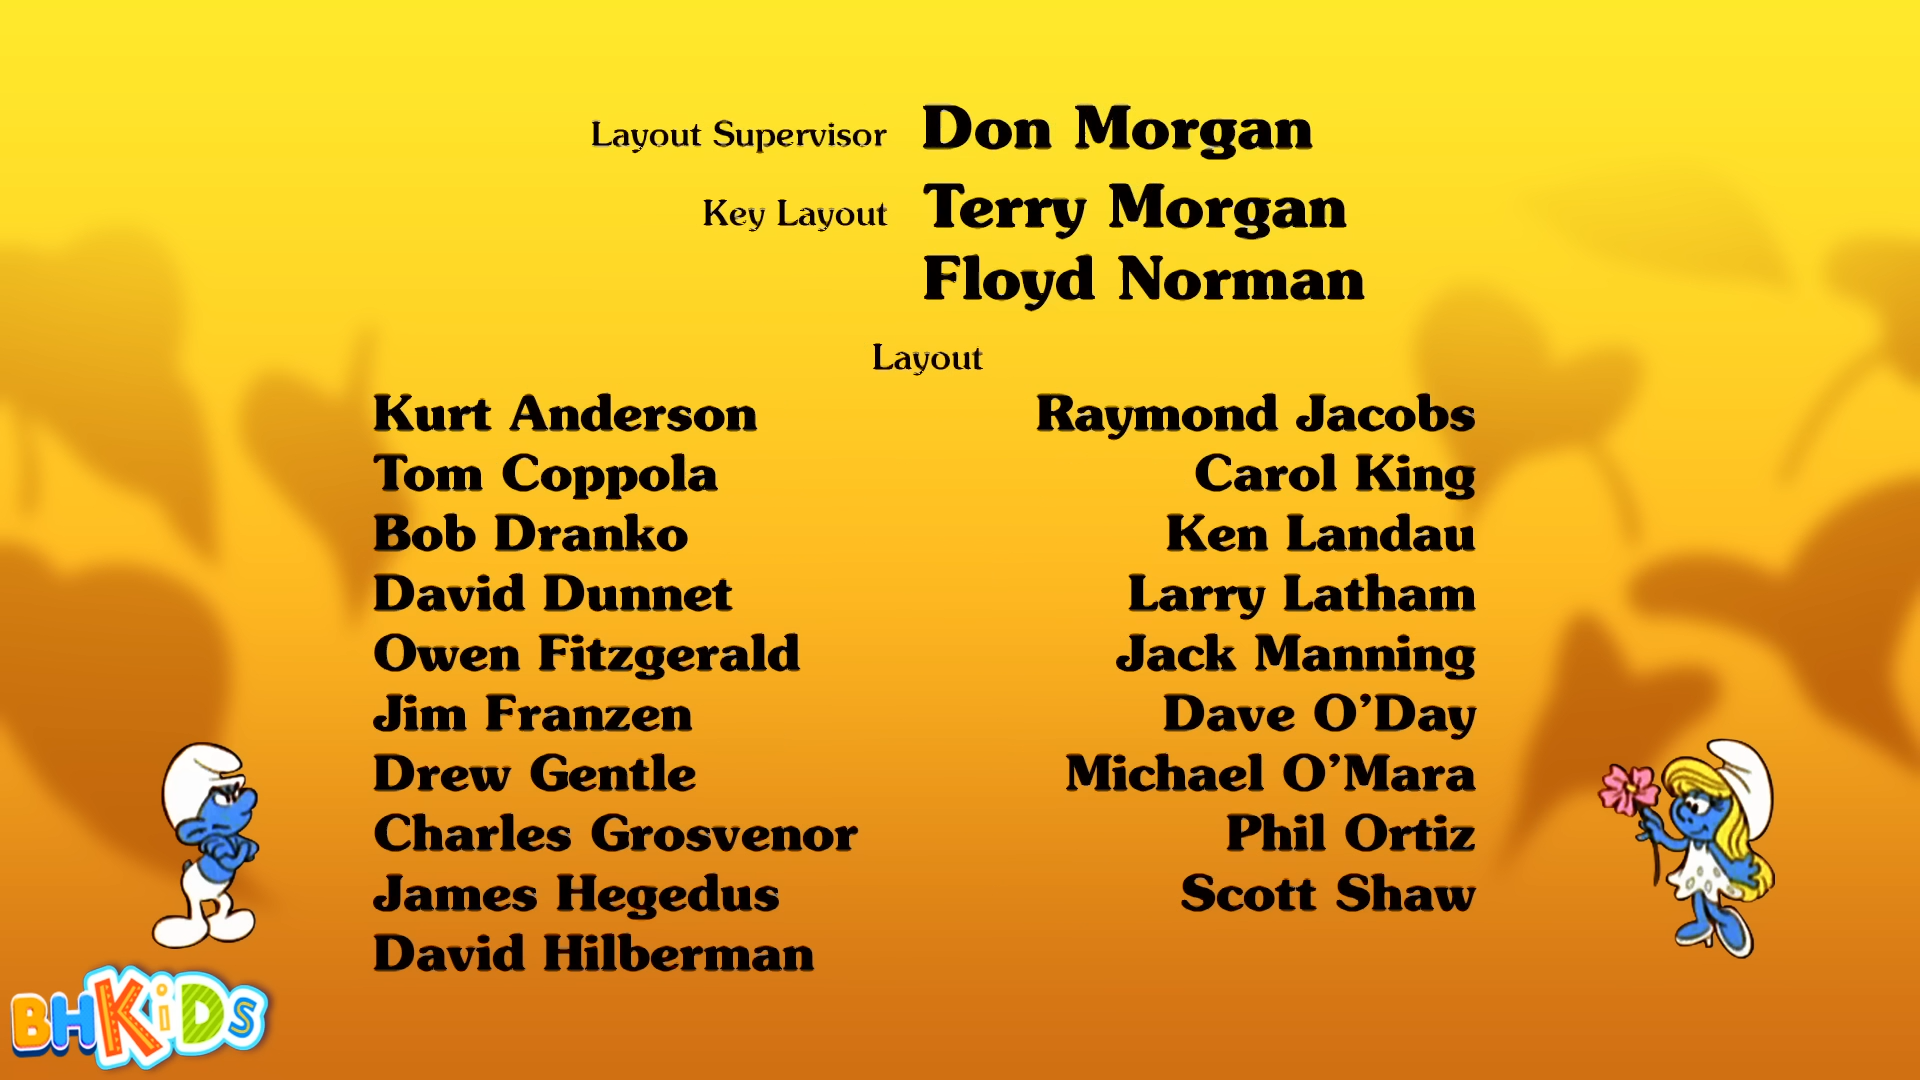 Layout Supervisor Don Morgan
Key Layout Terry Morgan
Floyd Norman
Layout
Kurt Anderson
Tom Coppola
Bob Dranko
David Dunnet
Owen Fitzgerald
Jim Franzen
Drew Gentle
Charles Grosvenor
James Hegedus
David Hilberman
Raymond Jacobs
Carol King
Ken Landau
Larry Latham
Jack Manning
Dave O'Day
Michael O'Mara
Phil Ortiz
Scott Shaw
BHKiDS